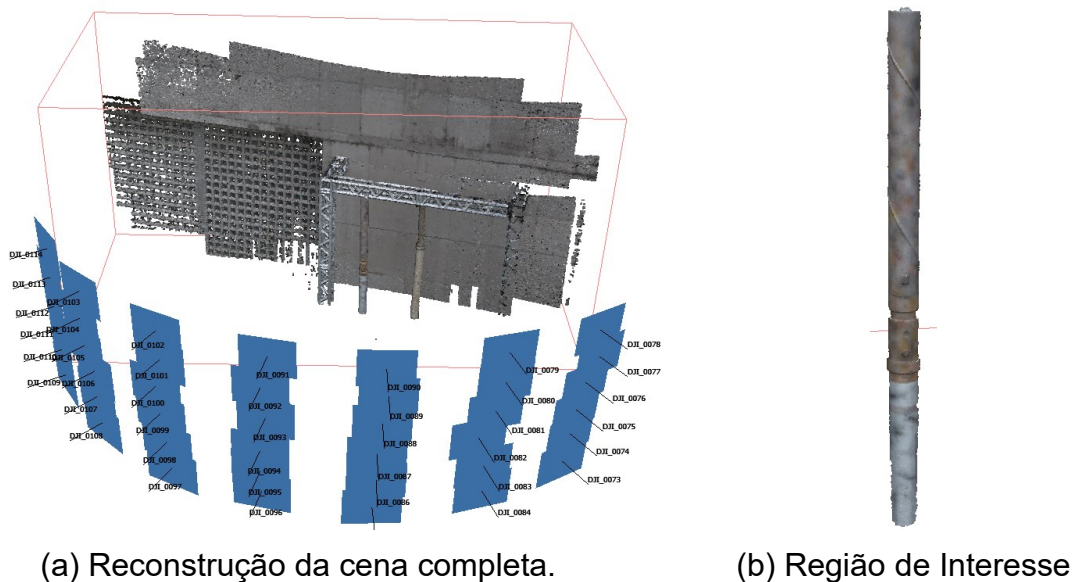 DJI_0114
DJI_0113
DJI_0103
DJI_0112
DJI_0104
DJI_0111
DJI_0110
DJI_0105
DJI_0109
DJI_0106
DJI_0107
DJI_0108
DJI_0102
DJI_0101
DJI_0100
DJI_0099
DJI_0098
DJI_0097
DJI_0091
DJI_0092
DJI_0093
DJI_0094
DJI_0095
DJI_0096
DJI_0090
DJI_0089
DJI_0088
DJI_0087
DJI_0086
DJI_0079
DJI_0080
DJI_0081
DJI_0082
DJI_0083
DJI_0084
DJI_0078
DJI_0077
DJI_0076
DJI_0075
DJI_0074
DJI_0073
(a) Reconstrução da cena completa.
(b) Região de Interesse